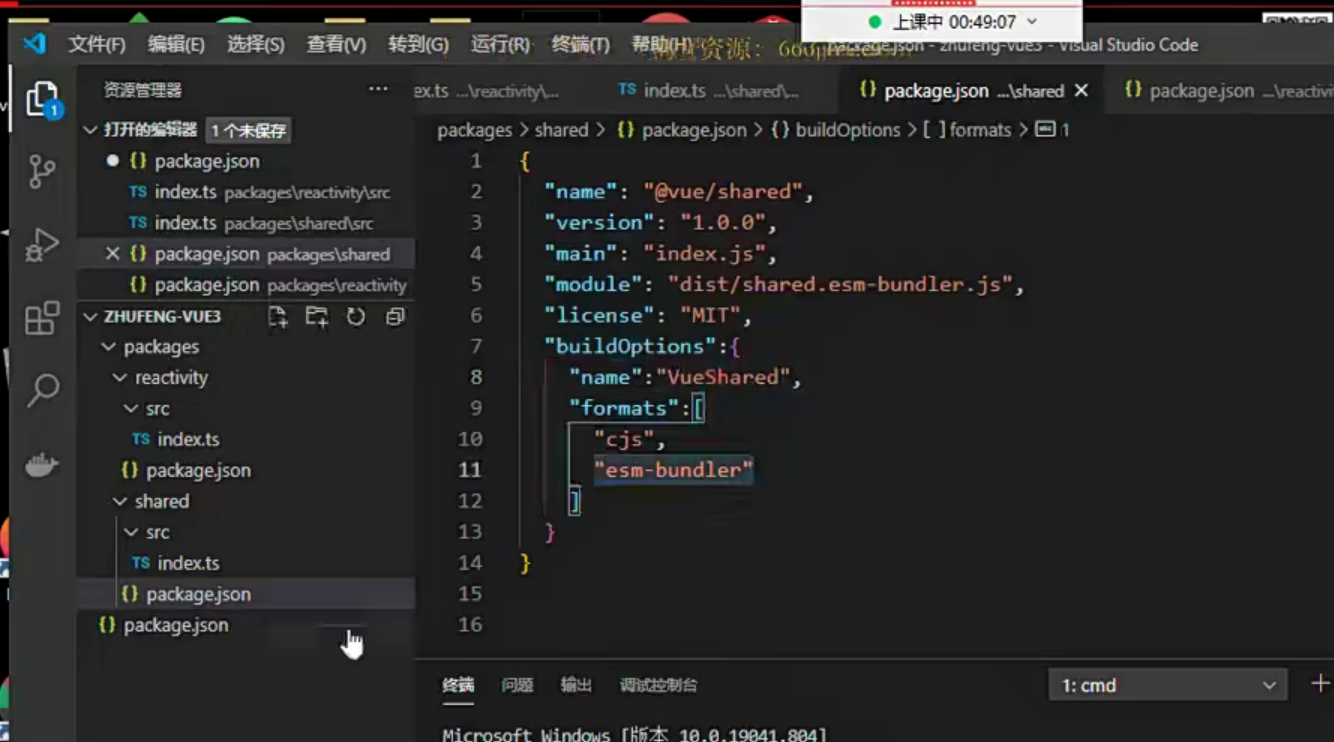 上课中 00:49:07
文件(F) 编辑(E) 选择(S) 查看(V) 转到(G) 运行(R) 终端(T) 帮助(H) package.json - zhufeng-vue3 - Visual Studio Code
资源管理器 ···
ex.ts ...\reactivity\... TS index.ts ...\shared\... {} package.json ...\shared × {} package.json ...\reactivi
打开的编辑器 1 个未保存
packages > shared > {} package.json > {} buildOptions > [ ] formats > 1
{} package.json
TS index.ts packages\reactivity\src
TS index.ts packages\shared\src
× {} package.json packages\shared
{} package.json packages\reactivity
ZHUFENG-VUE3
packages
reactivity
src
TS index.ts
{} package.json
shared
src
TS index.ts
{} package.json
{} package.json
1
1 {
2 "name": "@vue/shared",
3 "version": "1.0.0",
4 "main": "index.js",
5 "module": "dist/shared.esm-bundler.js",
6 "license": "MIT",
7 "buildOptions":{
8 "name":"VueShared",
9 "formats":[
10 "cjs",
11 "esm-bundler"
12 ]
13 }
14 }
15
16
终端 问题 输出 调试控制台 1: cmd
Microsoft Windows [版本 10.0.19041.804]